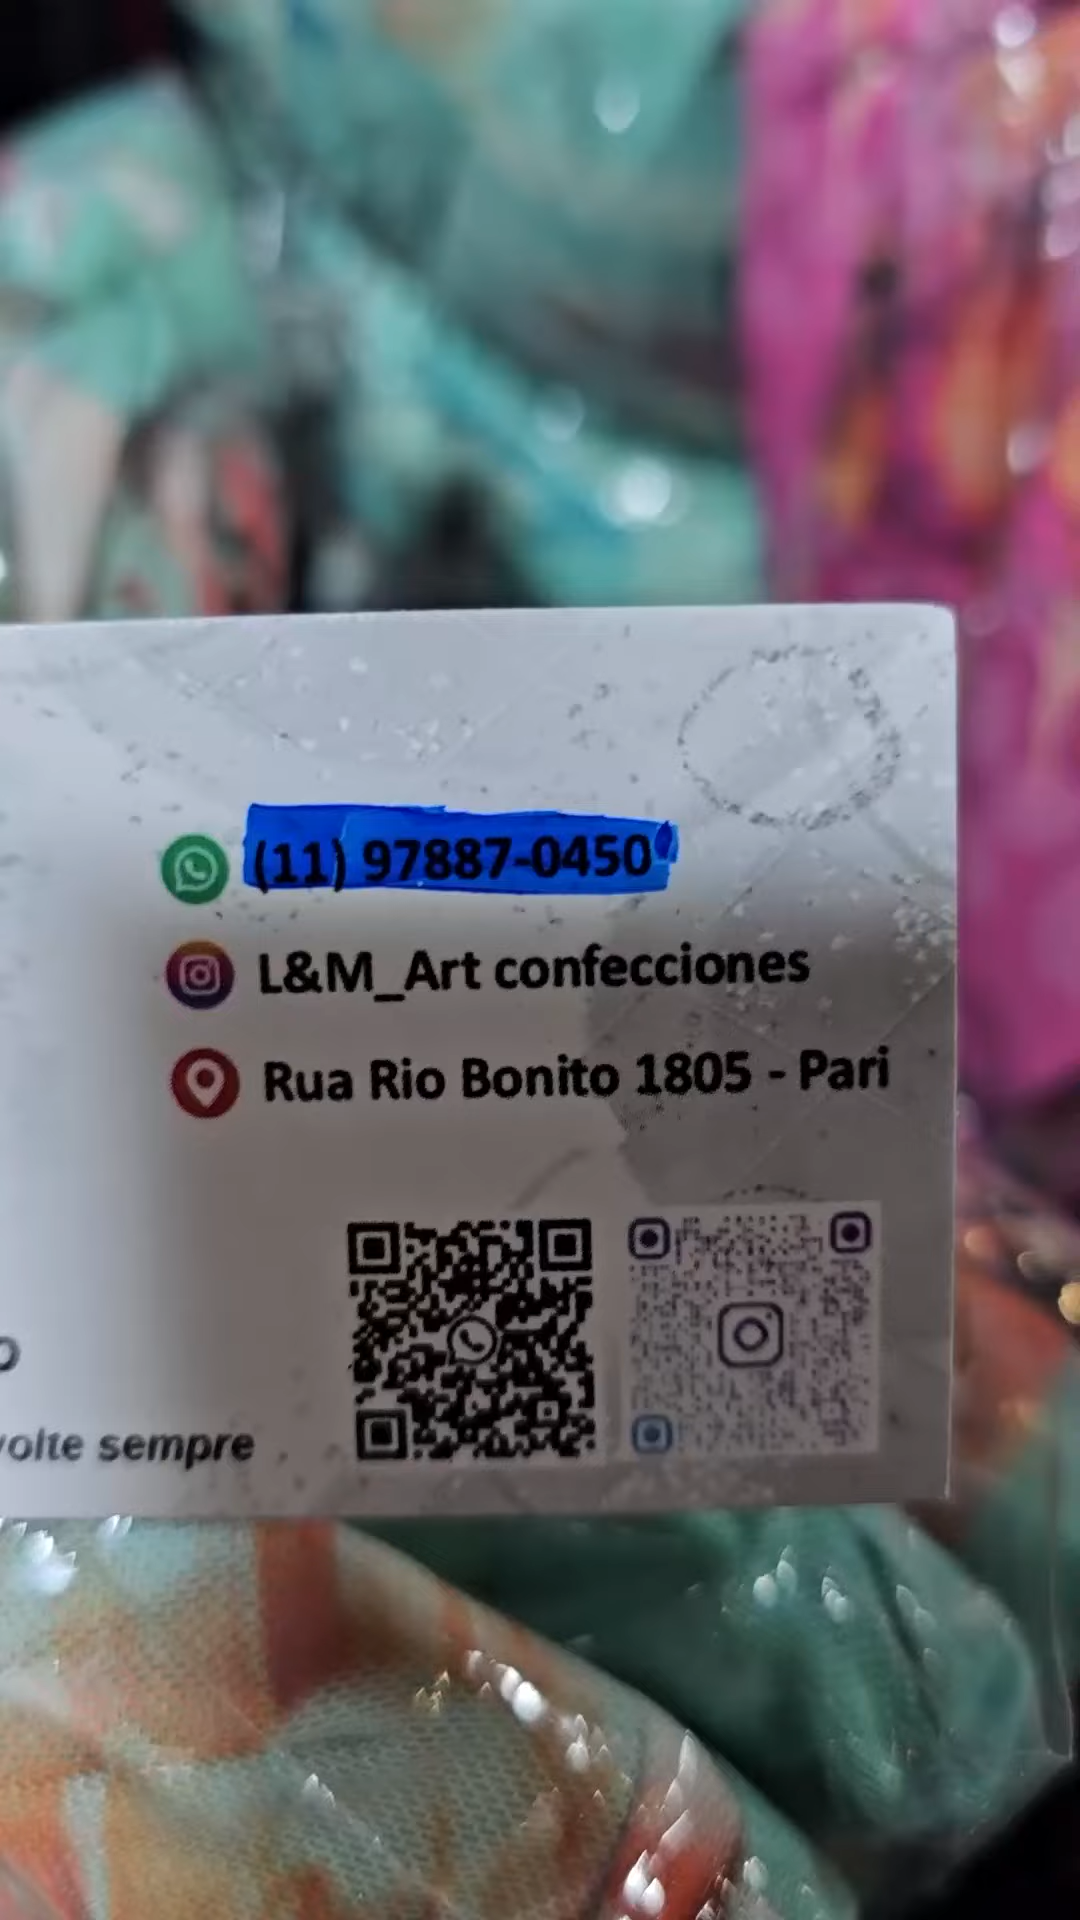 (11) 97887-0450
L&M_Art confecciones
Rua Rio Bonito 1805 - Pari
volte sempre